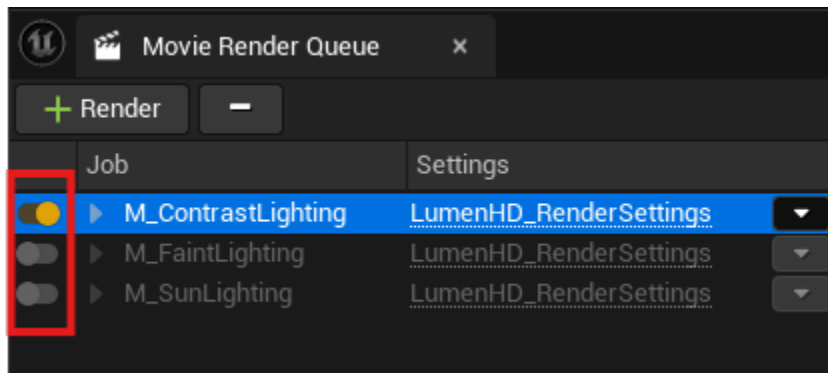 Movie Render Queue
Render
Job Settings
M_ContrastLighting LumenHD_RenderSettings
M_FaintLighting LumenHD_RenderSettings
M_SunLighting LumenHD_RenderSettings